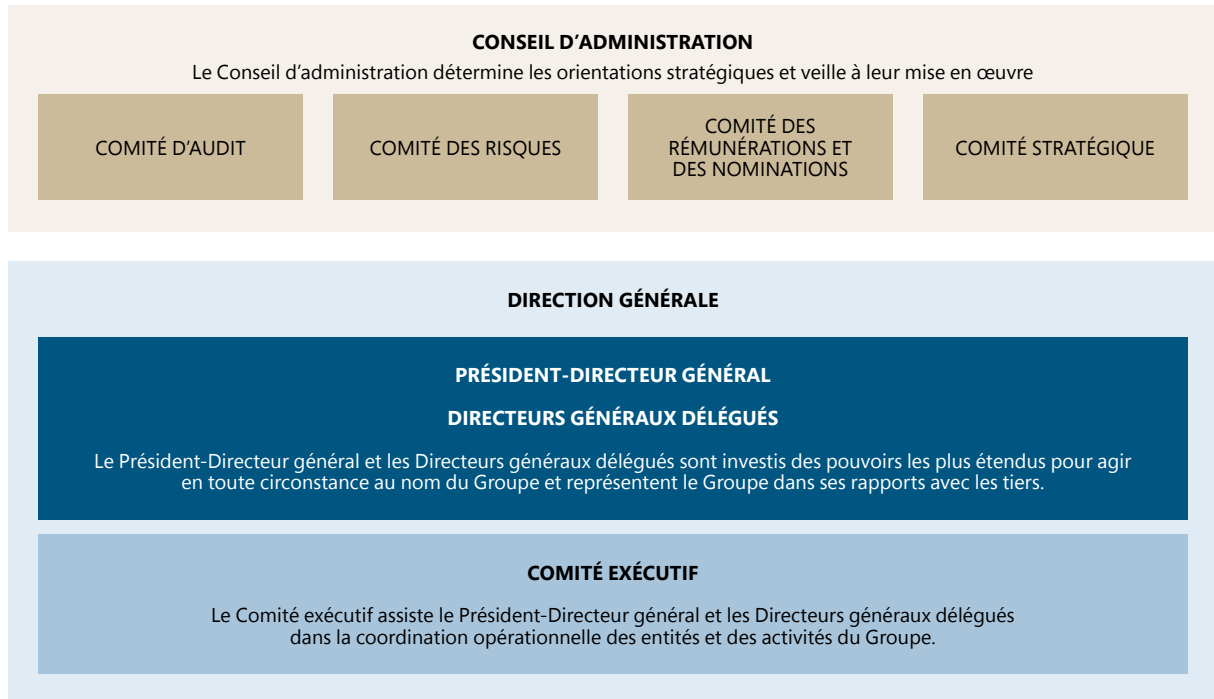 CONSEIL D’ADMINISTRATION
Le Conseil d’administration détermine les orientations stratégiques et veille à leur mise en œuvre
COMITÉ D’AUDIT
COMITÉ DES RISQUES
COMITÉ DES
RÉMUNÉRATIONS ET
DES NOMINATIONS
COMITÉ STRATÉGIQUE
DIRECTION GÉNÉRALE
PRÉSIDENT-DIRECTEUR GÉNÉRAL
DIRECTEURS GÉNÉRAUX DÉLÉGUÉS
Le Président-Directeur général et les Directeurs généraux délégués sont investis des pouvoirs les plus étendus pour agir
en toute circonstance au nom du Groupe et représentent le Groupe dans ses rapports avec les tiers.
COMITÉ EXÉCUTIF
Le Comité exécutif assiste le Président-Directeur général et les Directeurs généraux délégués
dans la coordination opérationnelle des entités et des activités du Groupe.